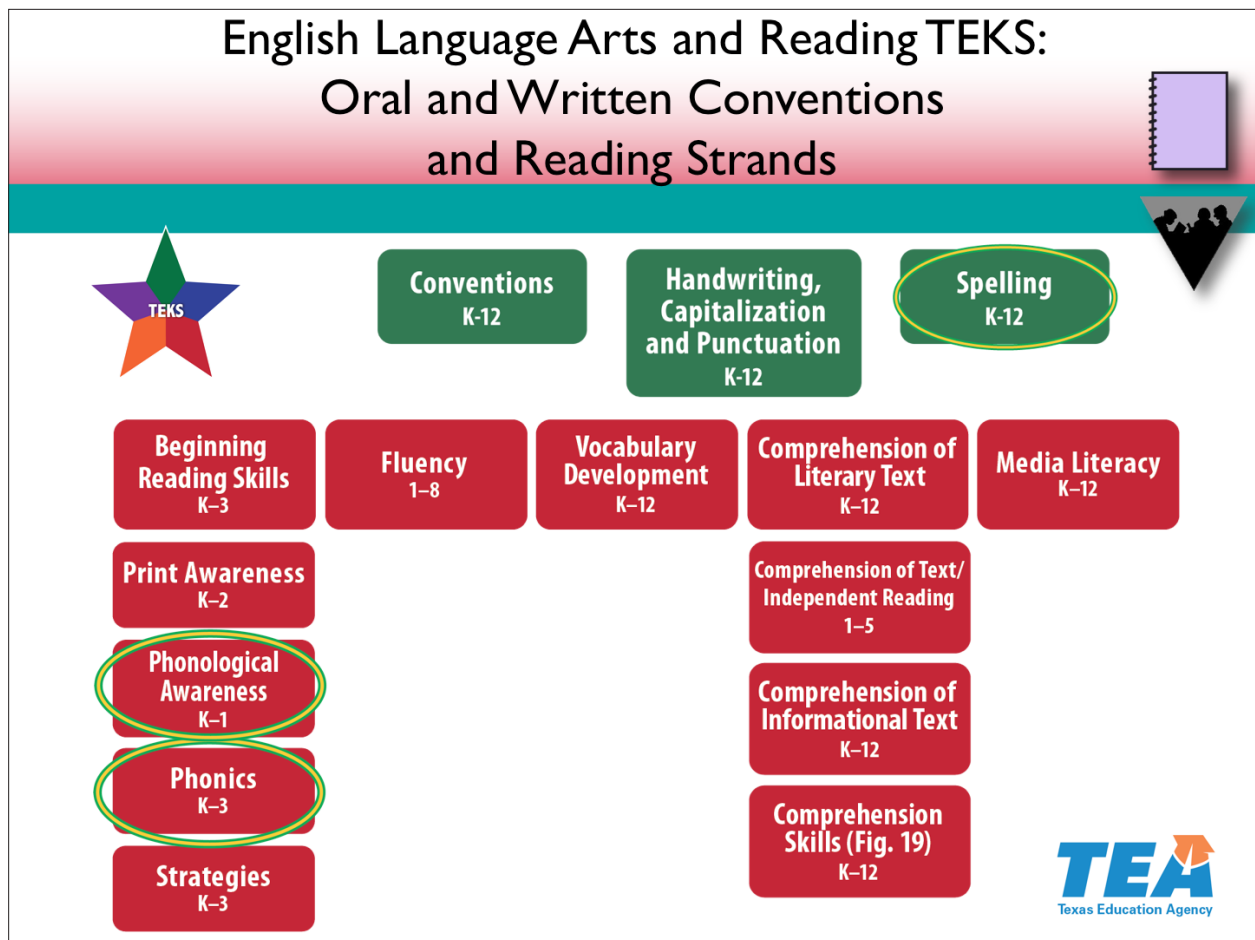 English Language Arts and Reading TEKS:
Oral and Written Conventions
and Reading Strands
TEKS
Conventions
K-12
Handwriting,
Capitalization
and Punctuation
K-12
Spelling
K-12
Beginning
Reading Skills
K–3
Fluency
1–8
Vocabulary
Development
K–12
Comprehension of
Literary Text
K–12
Media Literacy
K–12
Print Awareness
K–2
Phonological
Awareness
K–1
Phonics
K–3
Strategies
K–3
Comprehension of Text/
Independent Reading
1–5
Comprehension of
Informational Text
K–12
Comprehension
Skills (Fig. 19)
K–12
TEA
Texas Education Agency